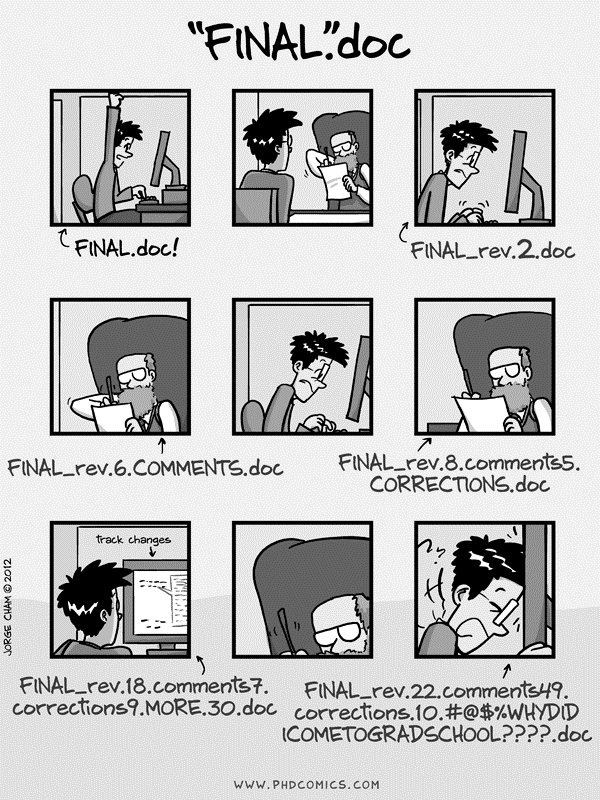 "FINAL".doc
FINAL.doc!
FINAL_rev.2.doc
FINAL_rev.6.COMMENTS.doc
FINAL_rev.8.comments5.
CORRECTIONS.doc
track changes
FINAL_rev.18.comments7.
corrections9.MORE.30.doc
FINAL_rev.22.comments49.
corrections.10.#@$%WHYDID
ICOMETOGRADSCHOOL????.doc
JORGE CHAM © 2012
WWW.PHDCOMICS.COM